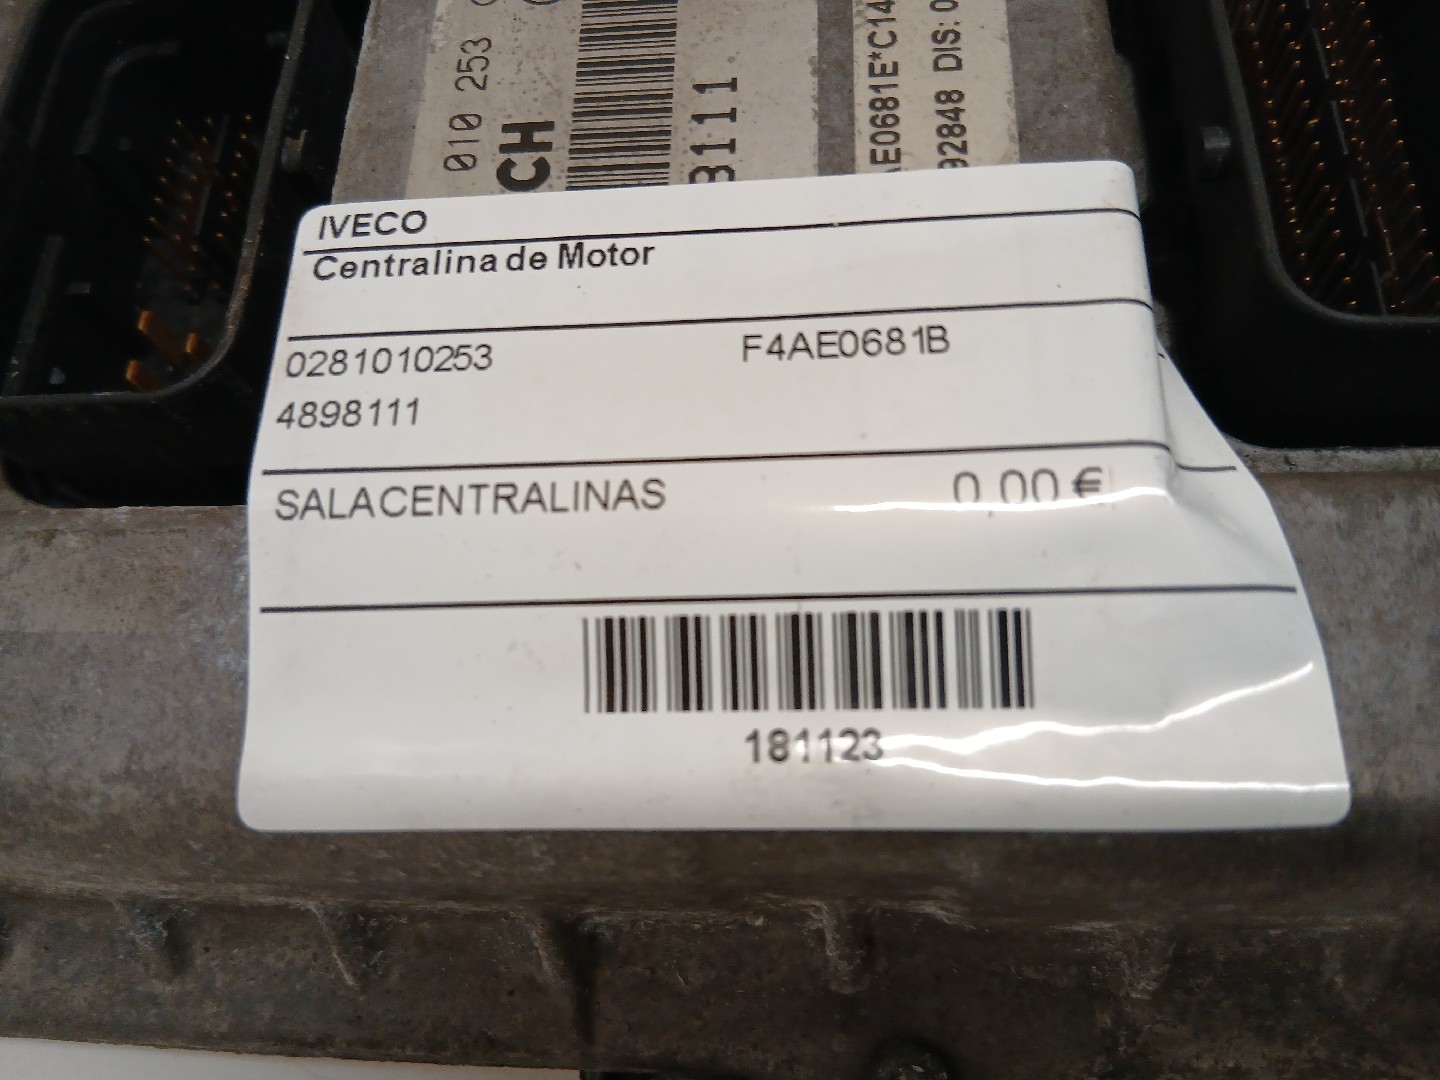 010 253
CH
3111
E0681E*C14
92848 DIS: 0
IVECO
Centralina de Motor
0281010253 F4AE0681B
4898111
SALACENTRALINAS 0,00 €
181123